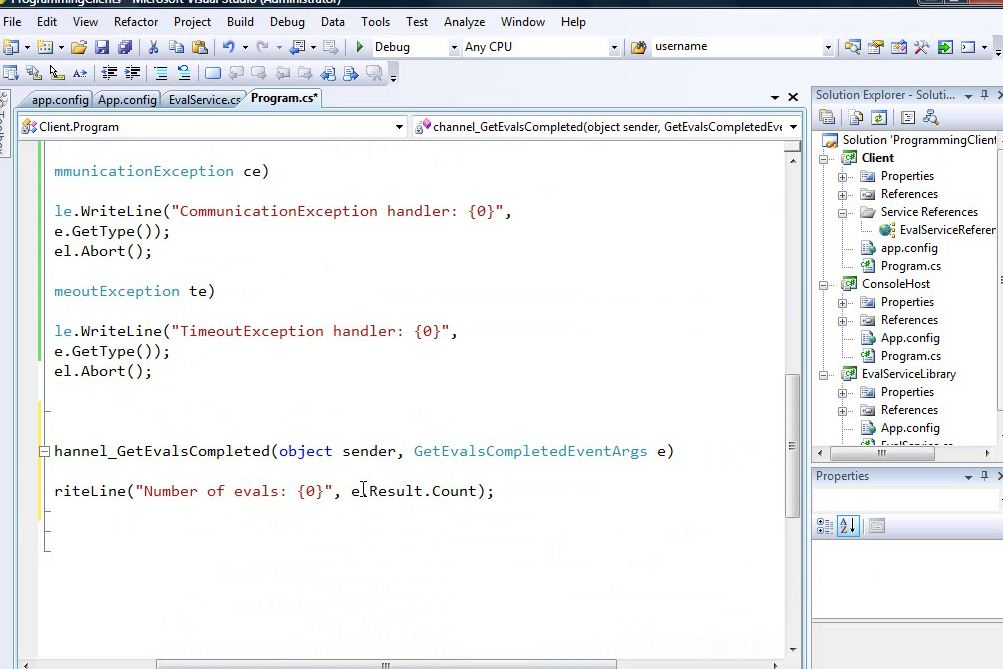 ProgrammingClients - Microsoft Visual Studio (Administrator)
File Edit View Refactor Project Build Debug Data Tools Test Analyze Window Help
Debug Any CPU username
app.config App.config EvalService.cs Program.cs*
Client.Program channel_GetEvalsCompleted(object sender, GetEvalsCompletedEve
mmunicationException ce)
le.WriteLine("CommunicationException handler: {0}",
e.GetType());
el.Abort();
meoutException te)
le.WriteLine("TimeoutException handler: {0}",
e.GetType());
el.Abort();
hannel_GetEvalsCompleted(object sender, GetEvalsCompletedEventArgs e)
riteLine("Number of evals: {0}", e.Result.Count);
Toolbox
Solution Explorer - Soluti...
Solution 'ProgrammingClient
Client
Properties
References
Service References
EvalServiceReferer
app.config
Program.cs
ConsoleHost
Properties
References
App.config
Program.cs
EvalServiceLibrary
Properties
References
App.config
EvalService.cs
Properties